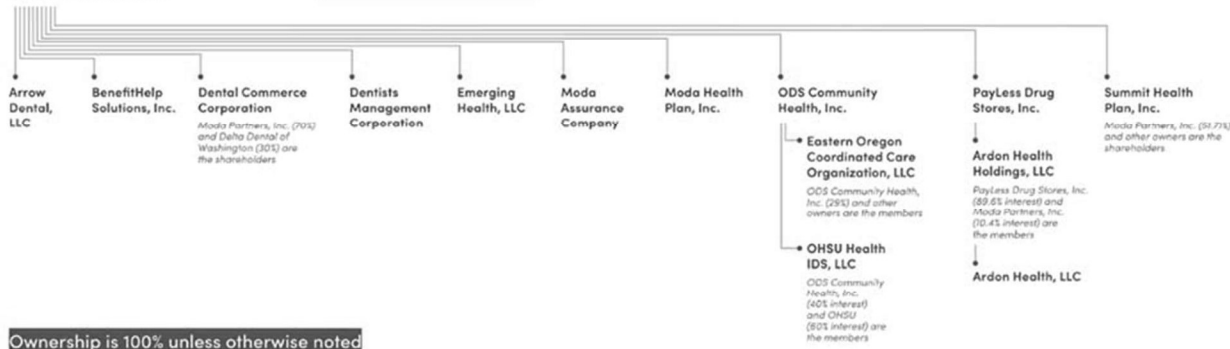 Arrow
Dental,
LLC
BenefitHelp
Solutions, Inc.
Dental Commerce
Corporation
Moda Partners, Inc. (70%)
and Delta Dental of
Washington (30%) are
the shareholders
Dentists
Management
Corporation
Emerging
Health, LLC
Moda
Assurance
Company
Moda Health
Plan, Inc.
ODS Community
Health, Inc.
Eastern Oregon
Coordinated Care
Organization, LLC
ODS Community Health,
Inc. (29%) and other
owners are the members
OHSU Health
IDS, LLC
ODS Community
Health, Inc.
(40% interest)
and OHSU
(60% interest) are
the members
PayLess Drug
Stores, Inc.
Ardon Health
Holdings, LLC
PayLess Drug Stores, Inc.
(89.6% interest) and
Moda Partners, Inc.
(10.4% interest) are
the members
Ardon Health, LLC
Summit Health
Plan, Inc.
Moda Partners, Inc. (51.71%)
and other owners are the
shareholders
Ownership is 100% unless otherwise noted